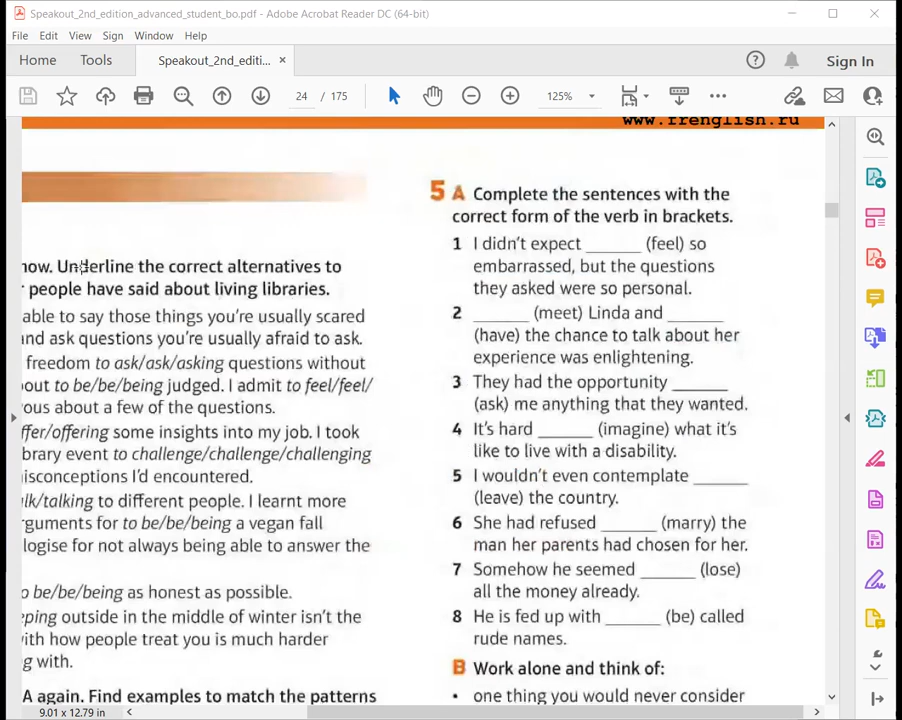 Speakout_2nd_edition_advanced_student_bo.pdf - Adobe Acrobat Reader DC (64-bit)
File Edit View Sign Window Help
Home Tools Speakout_2nd_editi... × Sign In
24 / 175 125%
www.frenglish.ru
now. Underline the correct alternatives to
people have said about living libraries.
able to say those things you're usually scared
and ask questions you're usually afraid to ask.
freedom to ask/ask/asking questions without
out to be/be/being judged. I admit to feel/feel/
ous about a few of the questions.
ffer/offering some insights into my job. I took
brary event to challenge/challenge/challenging
isconceptions I'd encountered.
lk/talking to different people. I learnt more
rguments for to be/be/being a vegan fall
logise for not always being able to answer the
o be/be/being as honest as possible.
eping outside in the middle of winter isn't the
ith how people treat you is much harder
g with.
A again. Find examples to match the patterns
5 A Complete the sentences with the
correct form of the verb in brackets.
1 I didn't expect ______ (feel) so
embarrassed, but the questions
they asked were so personal.
2 ______ (meet) Linda and ______
(have) the chance to talk about her
experience was enlightening.
3 They had the opportunity ______
(ask) me anything that they wanted.
4 It's hard ______ (imagine) what it's
like to live with a disability.
5 I wouldn't even contemplate ______
(leave) the country.
6 She had refused ______ (marry) the
man her parents had chosen for her.
7 Somehow he seemed ______ (lose)
all the money already.
8 He is fed up with ______ (be) called
rude names.
B Work alone and think of:
• one thing you would never consider
9.01 x 12.79 in